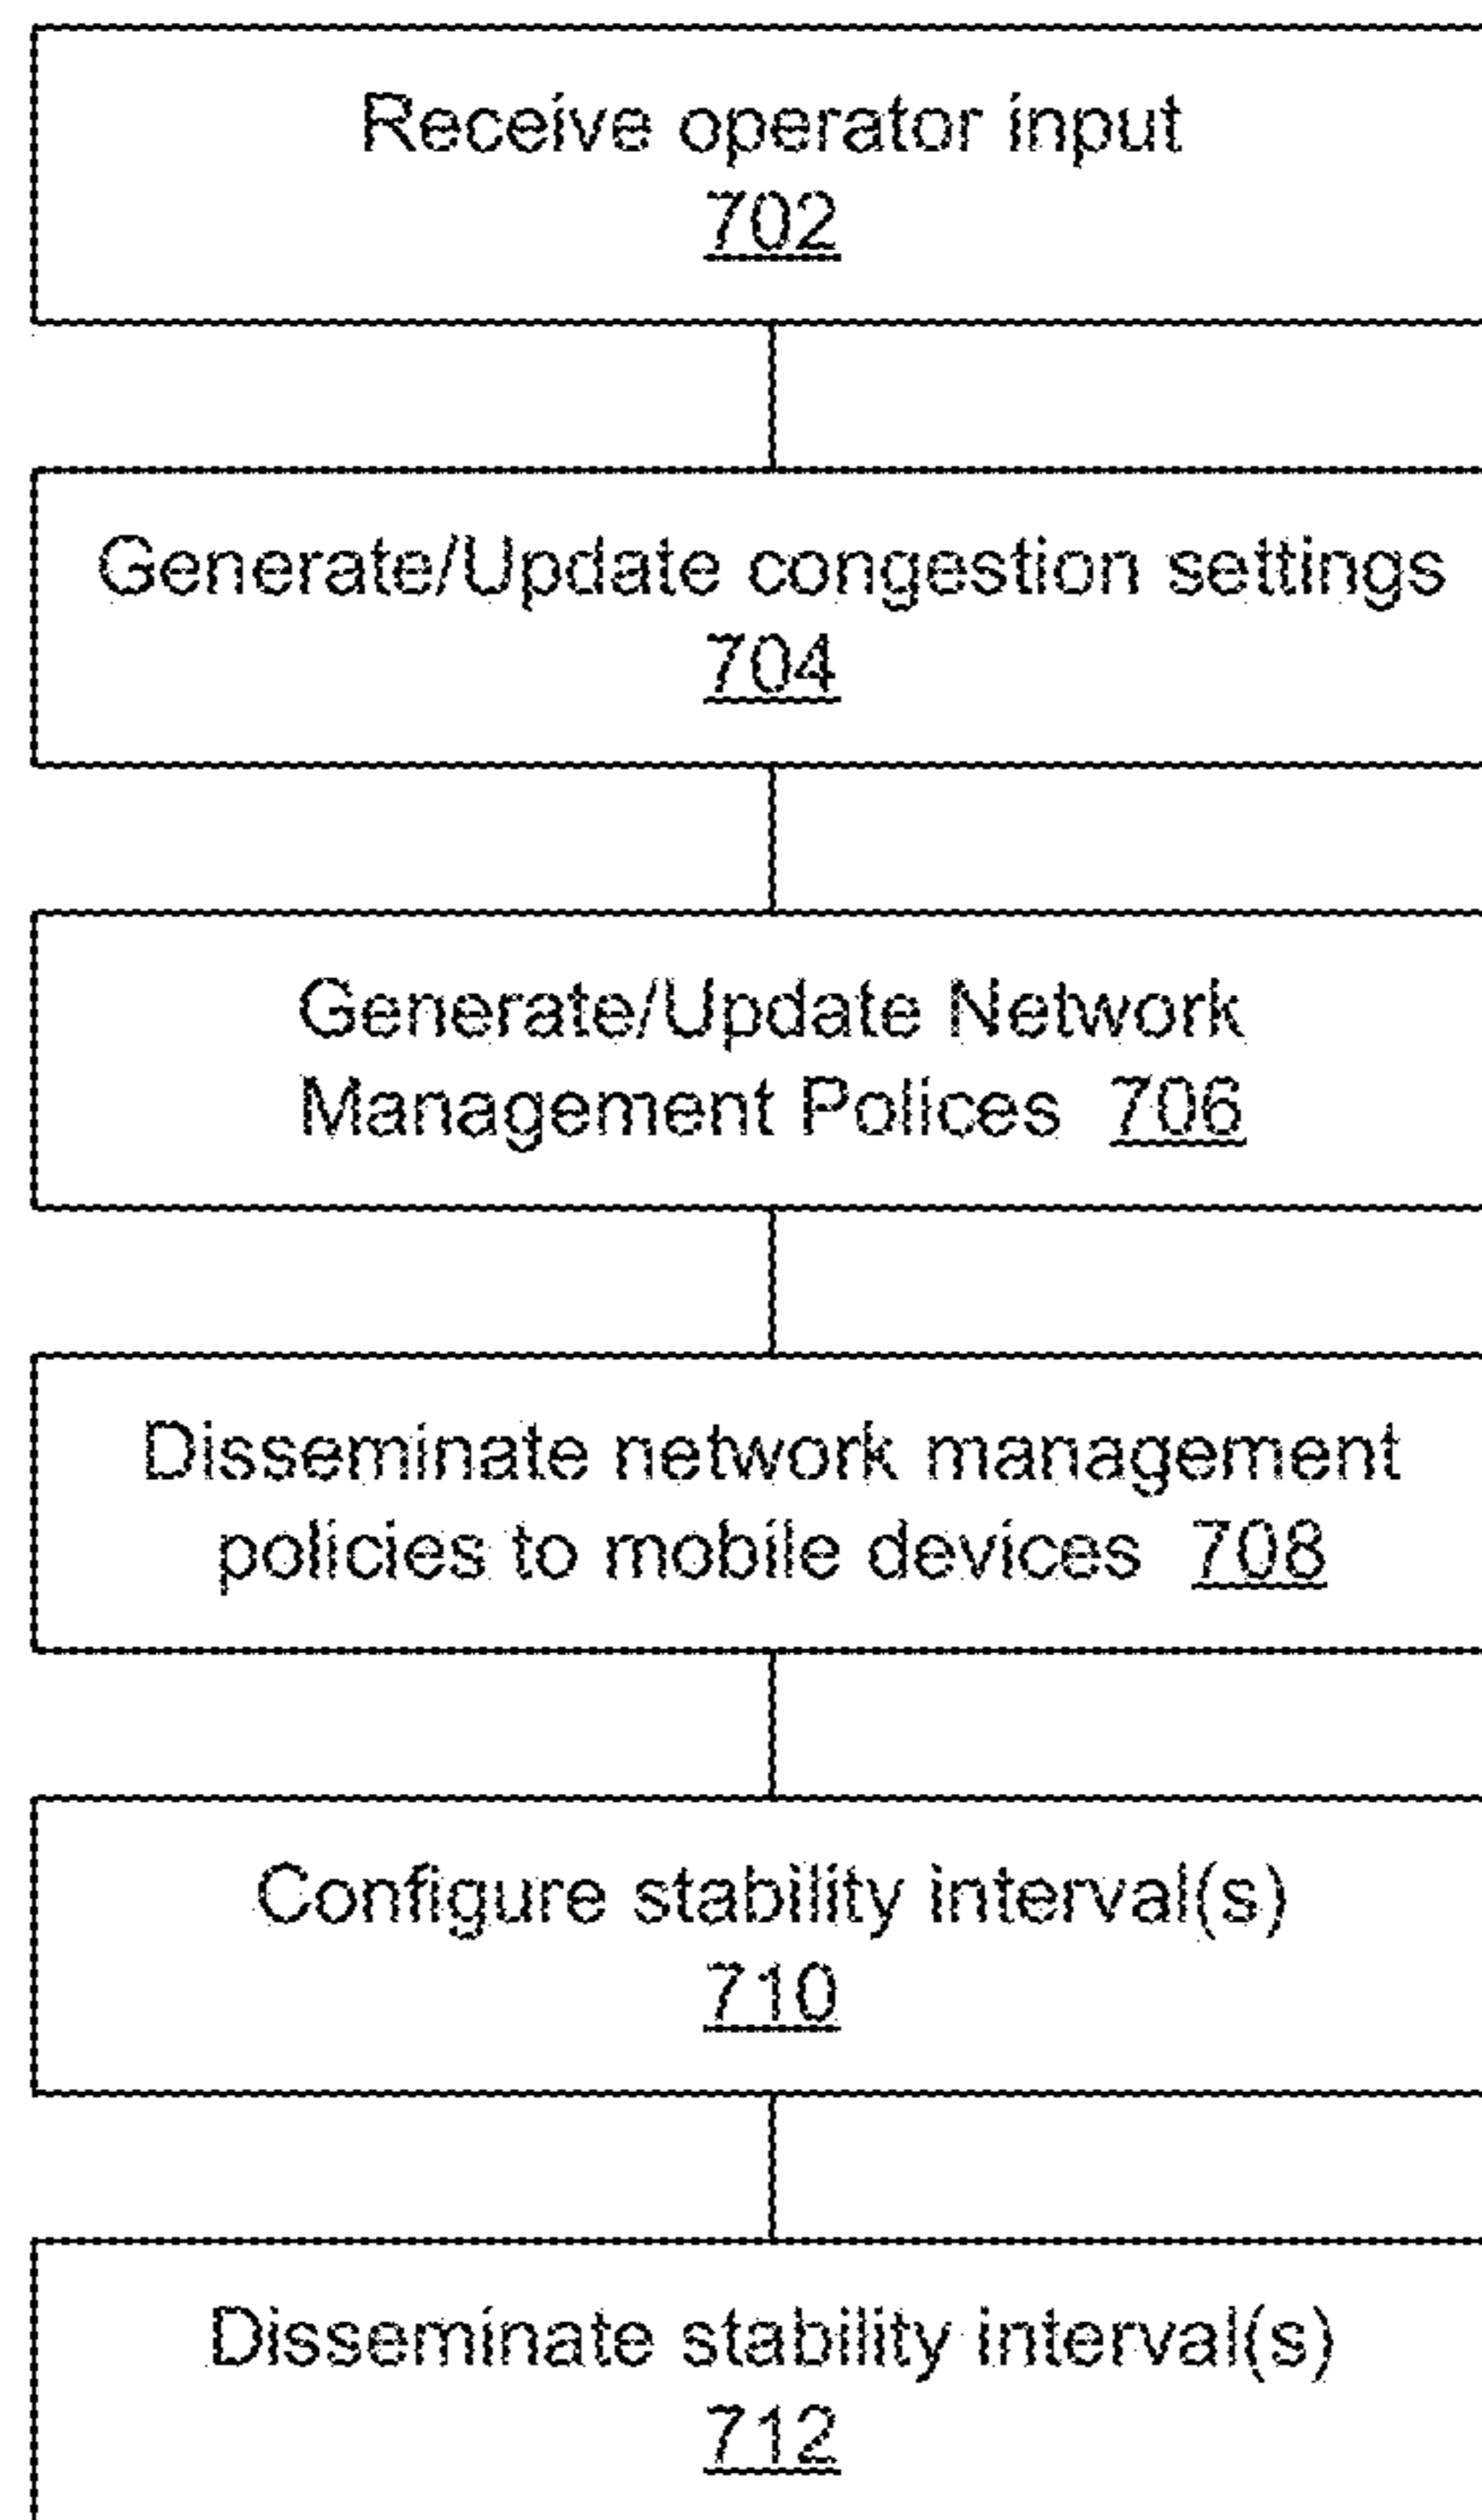 Receive operator input
702
Generate/Update congestion settings
704
Generate/Update Network
Management Polices 706
Disseminate network management
policies to mobile devices 708
Configure stability interval(s)
710
Disseminate stability interval(s)
712